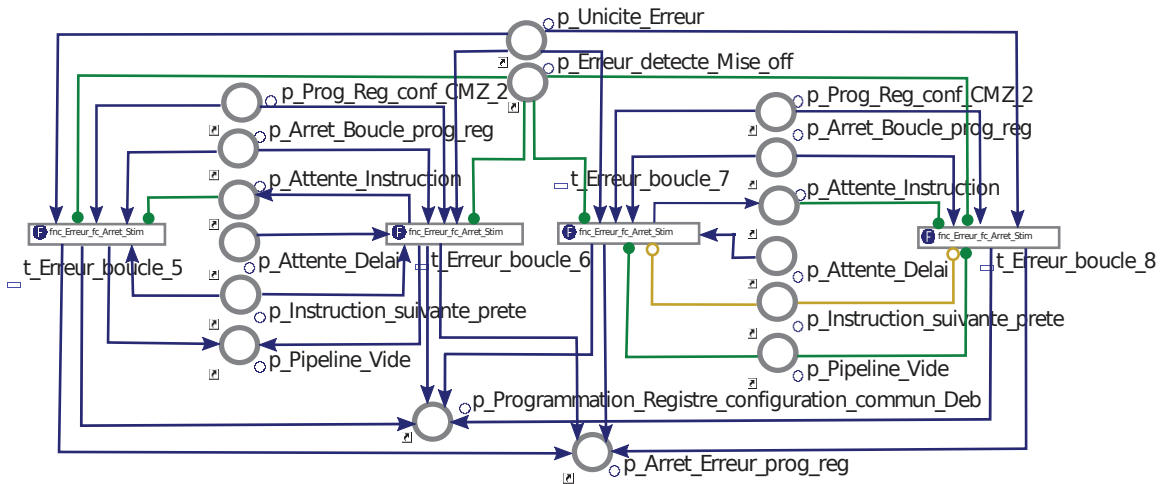 p_Unicite_Erreur
p_Erreur_detecte_Mise_off
p_Prog_Reg_conf_CMZ_2
p_Prog_Reg_conf_CMZ_2
p_Arret_Boucle_prog_reg
p_Arret_Boucle_prog_reg
p_Attente_Instruction
t_Erreur_boucle_7
p_Attente_Instruction
F fnc_Erreur_fc_Arret_Stim
F fnc_Erreur_fc_Arret_Stim
F fnc_Erreur_fc_Arret_Stim
F fnc_Erreur_fc_Arret_Stim
t_Erreur_boucle_5
p_Attente_Delai
t_Erreur_boucle_6
p_Attente_Delai
t_Erreur_boucle_8
p_Instruction_suivante_prete
p_Instruction_suivante_prete
p_Pipeline_Vide
p_Pipeline_Vide
p_Programmation_Registre_configuration_commun_Deb
p_Arret_Erreur_prog_reg